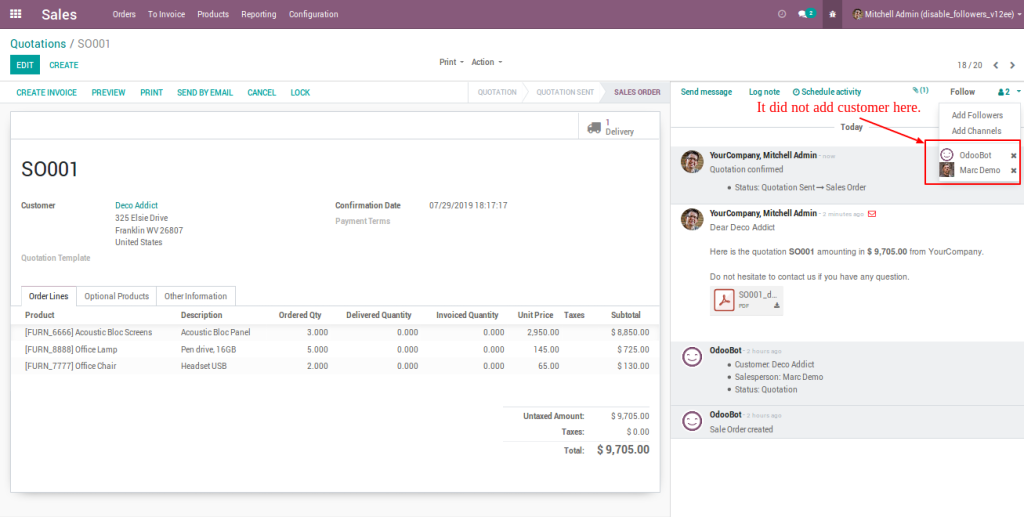 Sales Orders To Invoice Products Reporting Configuration 2 Mitchell Admin (disable_followers_v12ee)
Quotations / SO001
EDIT CREATE Print Action 18 / 20
CREATE INVOICE PREVIEW PRINT SEND BY EMAIL CANCEL LOCK QUOTATION QUOTATION SENT SALES ORDER
1
Delivery
SO001
Customer Deco Addict
325 Elsie Drive
Franklin WV 26807
United States
Confirmation Date 07/29/2019 18:17:17
Payment Terms
Quotation Template
Order Lines Optional Products Other Information
Product Description Ordered Qty Delivered Quantity Invoiced Quantity Unit Price Taxes Subtotal
[FURN_6666] Acoustic Bloc Screens Acoustic Bloc Panel 3.000 0.000 0.000 2,950.00 $ 8,850.00
[FURN_8888] Office Lamp Pen drive, 16GB 5.000 0.000 0.000 145.00 $ 725.00
[FURN_7777] Office Chair Headset USB 2.000 0.000 0.000 65.00 $ 130.00
Untaxed Amount: $ 9,705.00
Taxes: $ 0.00
Total: $ 9,705.00
Send message Log note Schedule activity (1) Follow 2
It did not add customer here.
Add Followers
Add Channels
OdooBot
Marc Demo
Today
YourCompany, Mitchell Admin - now
Quotation confirmed
Status: Quotation Sent → Sales Order
YourCompany, Mitchell Admin - 2 minutes ago
Dear Deco Addict
Here is the quotation SO001 amounting in $ 9,705.00 from YourCompany.
Do not hesitate to contact us if you have any question.
SO001_d...
PDF
OdooBot - 2 hours ago
Customer: Deco Addict
Salesperson: Marc Demo
Status: Quotation
OdooBot - 2 hours ago
Sale Order created